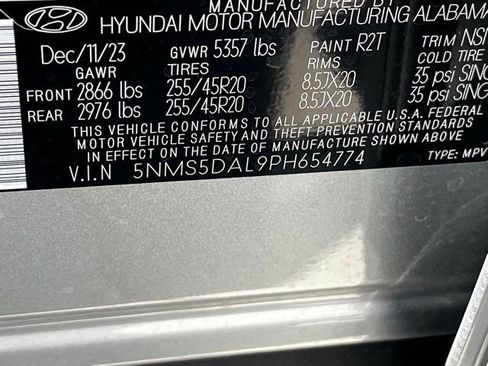 MANUFACTURED BY
HYUNDAI MOTOR MANUFACTURING ALABAMA
Dec/11/23 GVWR 5357 lbs PAINT R2T TRIM NSN
GAWR TIRES RIMS COLD TIRE
FRONT 2866 lbs 255/45R20 8.5JX20 35 psi SING
REAR 2976 lbs 255/45R20 8.5JX20 35 psi SING
THIS VEHICLE CONFORMS TO ALL APPLICABLE U.S.A. FEDERAL
MOTOR VEHICLE SAFETY AND THEFT PREVENTION STANDARDS
IN EFFECT ON THE DATE OF MANUFACTURE SHOWN ABOVE
V.I.N 5NMS5DAL9PH654774 TYPE: MPV